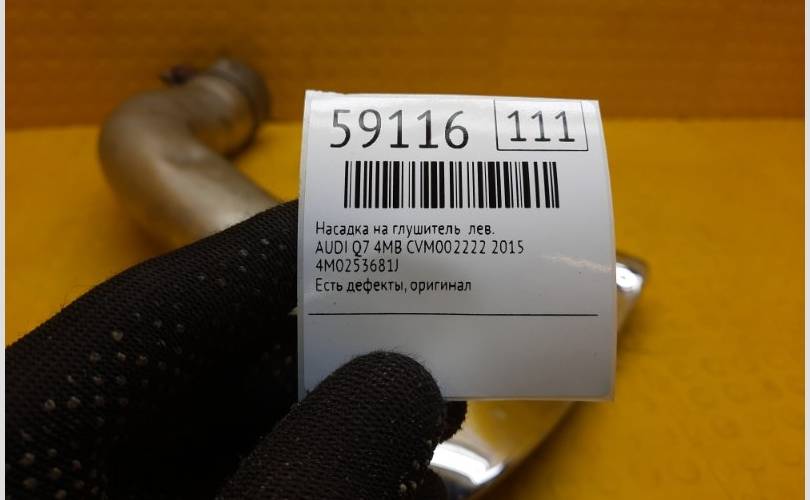 59116 111
Насадка на глушитель лев.
AUDI Q7 4MB CVM002222 2015
4M0253681J
Есть дефекты, оригинал